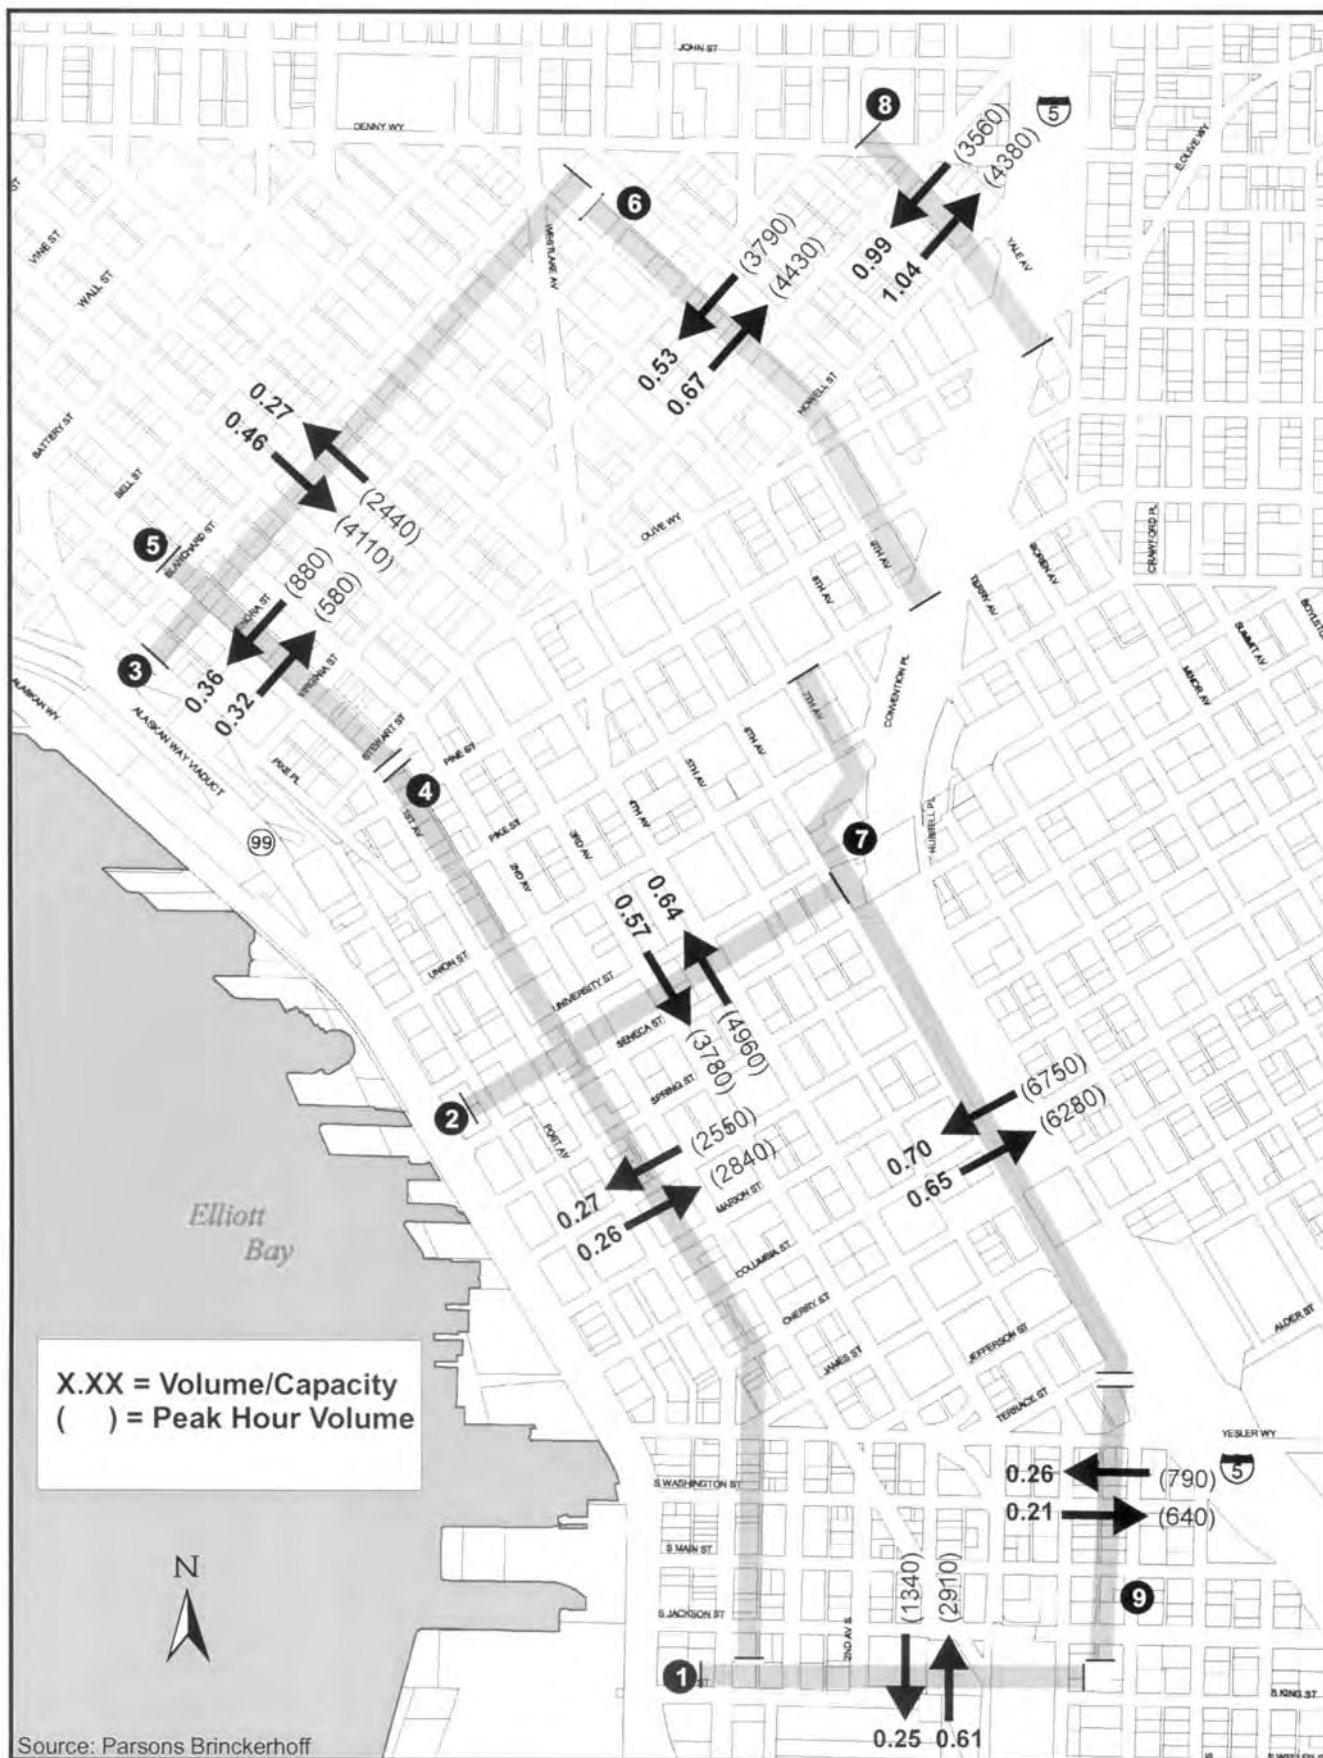 JOHN ST
8
5
(3560)
(4380)
DENNY WY
E OLIVE WY
6
ST
VINE ST
WALL ST
WESTLAKE AV
(3790)
(4430)
0.99
1.04
YALE AV
0.53
0.67
HOWELL ST
0.27
0.46
BATTERY ST
BELL ST
(2440)
(4110)
5
BLANCHARD ST
OLIVE WY
9TH AV
8TH AV
BOREN AV
TERRY AV
CRAWFORD PL
BOYLSTO
SUMMIT AV
MINOR AV
(880)
(580)
3
VIRGINIA ST
0.36
0.32
ALASKAN WY
ALASKAN WAY VIADUCT
STEWART ST
PINE ST
PIKE PL
7TH AV
CONVENTION PL
6TH AV
5TH AV
4
1ST AV
PIKE ST
4TH AV
3RD AV
2ND AV
HUBBELL PL
7
99
0.64
0.57
UNION ST
UNIVERSITY ST
SENECA ST
(4960)
(3780)
SPRING ST
2
POST AV
(2550)
(2840)
MARION ST
0.27
0.26
(6750)
(6280)
0.70
0.65
Elliott
Bay
COLUMBIA ST
CHERRY ST
JAMES ST
JEFFERSON ST
TERRACE ST
ALDER ST
X.XX = Volume/Capacity
( ) = Peak Hour Volume
YESLER WY
5
S WASHINGTON ST
0.26
(790)
0.21
(640)
N
S MAIN ST
(1340)
(2910)
9
S JACKSON ST
2ND AV S
1
ST
S KING ST
0.25
0.61
Source: Parsons Brinckerhoff